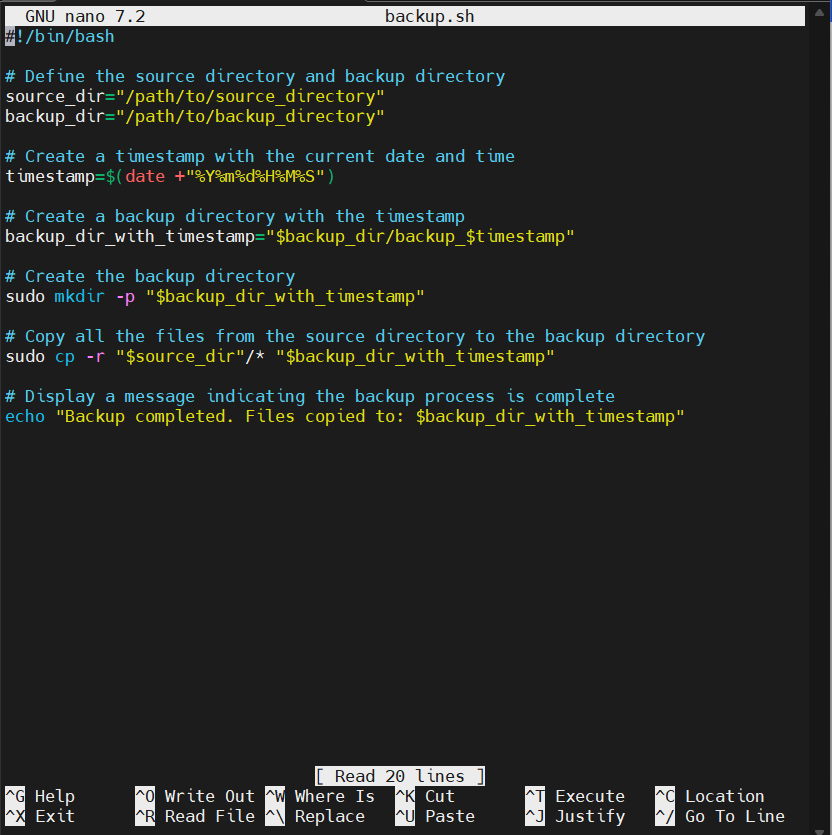 GNU nano 7.2 backup.sh
#!/bin/bash
# Define the source directory and backup directory
source_dir="/path/to/source_directory"
backup_dir="/path/to/backup_directory"
# Create a timestamp with the current date and time
timestamp=$(date +"%Y%m%d%H%M%S")
# Create a backup directory with the timestamp
backup_dir_with_timestamp="$backup_dir/backup_$timestamp"
# Create the backup directory
sudo mkdir -p "$backup_dir_with_timestamp"
# Copy all the files from the source directory to the backup directory
sudo cp -r "$source_dir"/* "$backup_dir_with_timestamp"
# Display a message indicating the backup process is complete
echo "Backup completed. Files copied to: $backup_dir_with_timestamp"
[ Read 20 lines ]
^G Help ^O Write Out ^W Where Is ^K Cut ^T Execute ^C Location
^X Exit ^R Read File ^\ Replace ^U Paste ^J Justify ^/ Go To Line